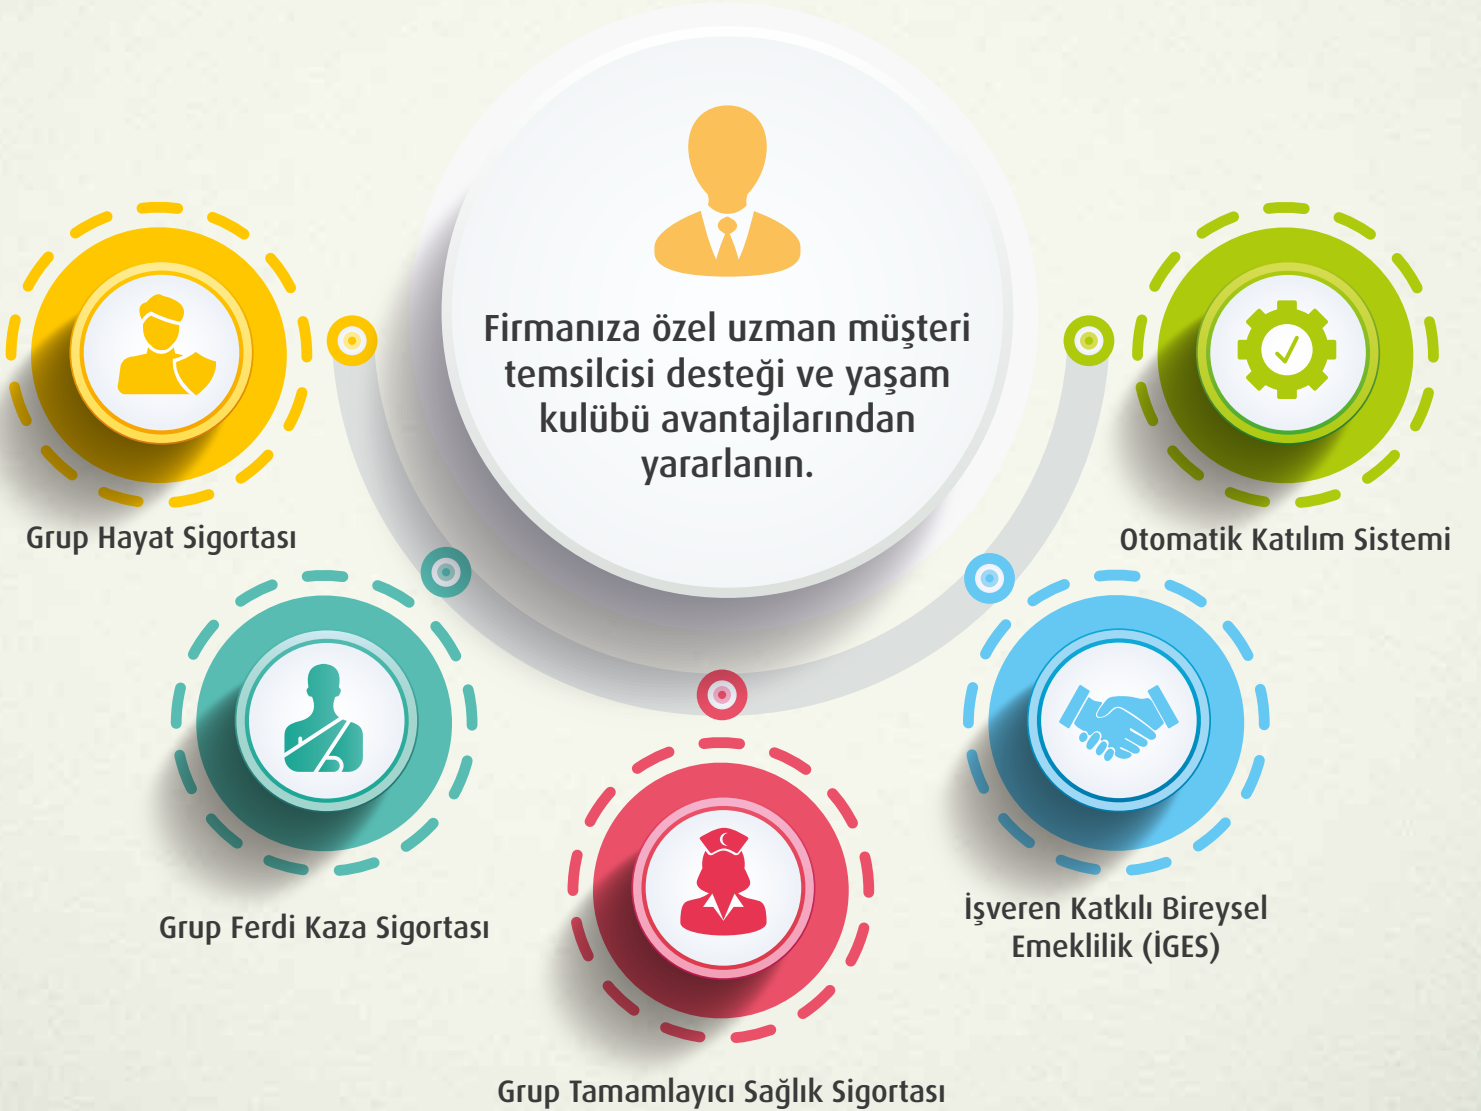 Firmanıza özel uzman müşteri
temsilcisi desteği ve yaşam
kulübü avantajlarından
yararlanın.
Grup Hayat Sigortası
Otomatik Katılım Sistemi
Grup Ferdi Kaza Sigortası
İşveren Katkılı Bireysel
Emeklilik (İGES)
Grup Tamamlayıcı Sağlık Sigortası